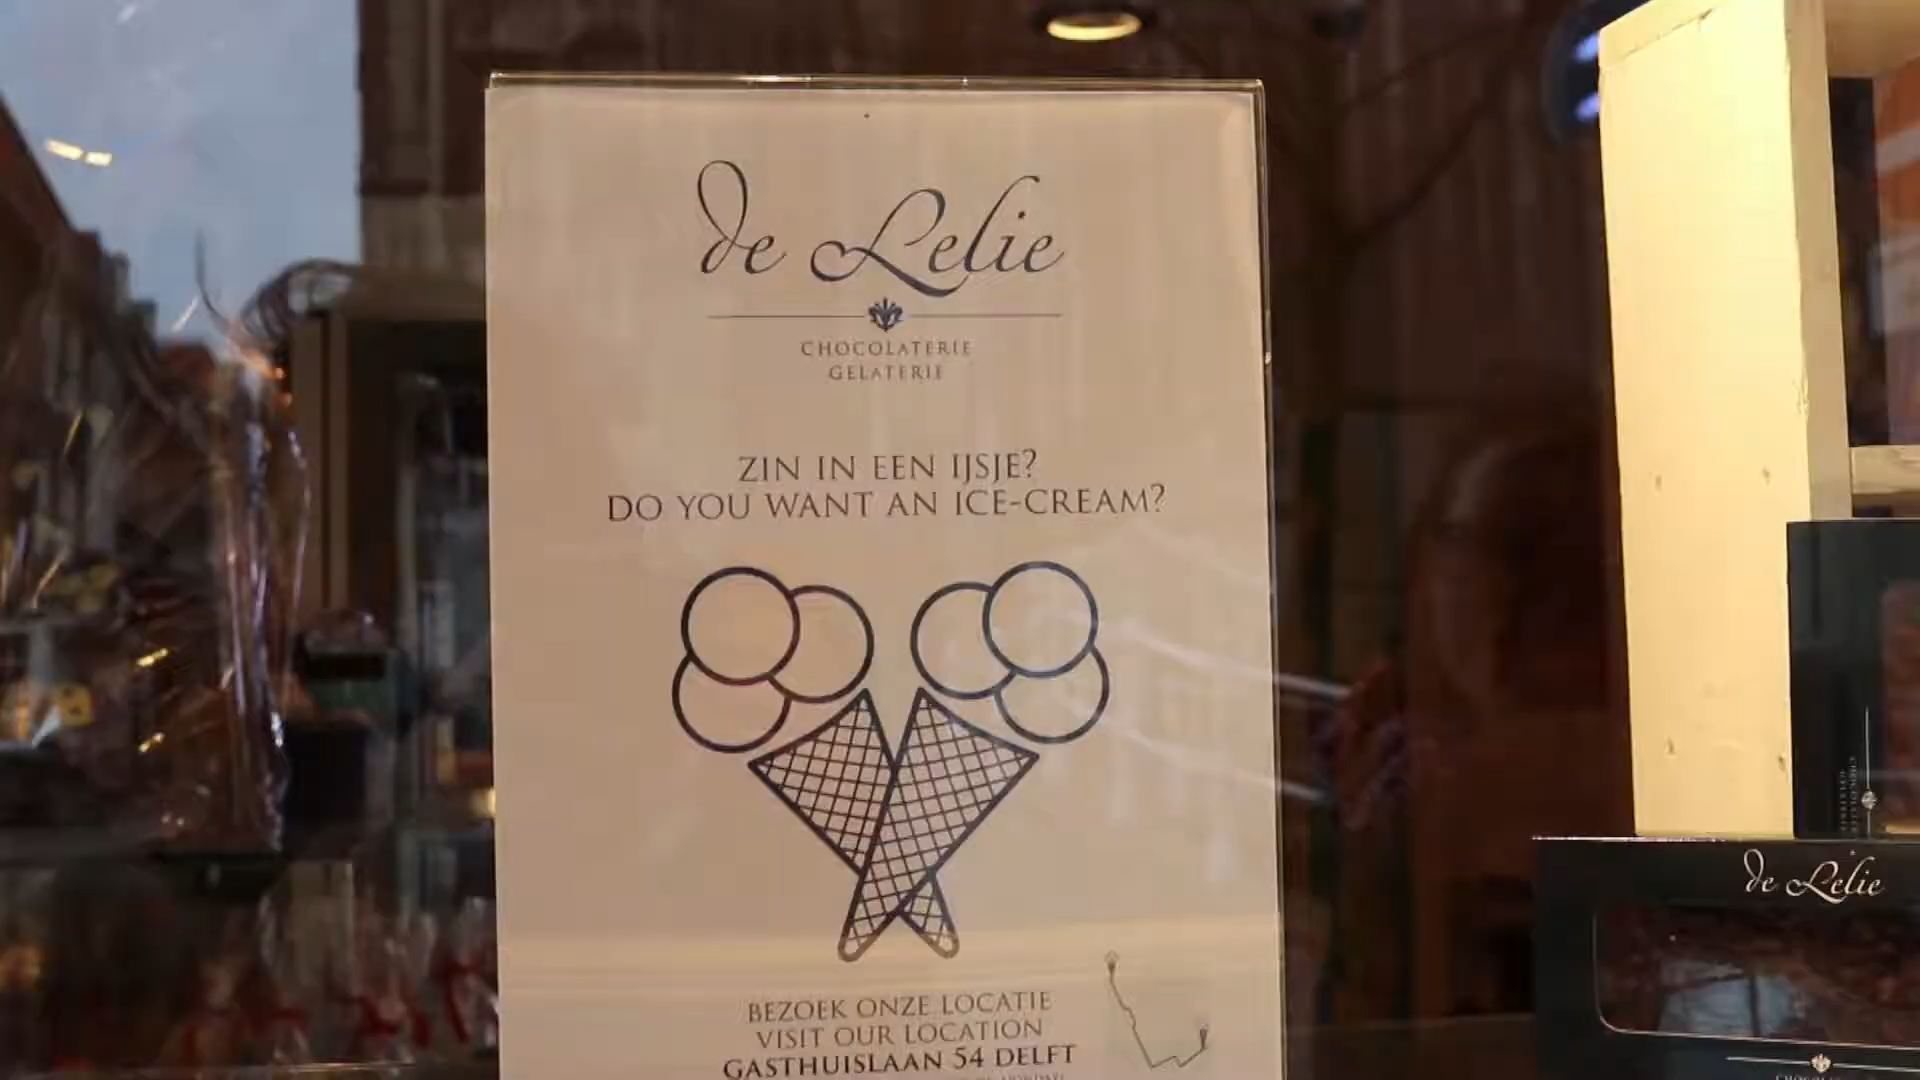 de Lelie
CHOCOLATERIE
GELATERIE
ZIN IN EEN IJSJE?
DO YOU WANT AN ICE-CREAM?
BEZOEK ONZE LOCATIE
VISIT OUR LOCATION
GASTHUISLAAN 54 DELFT
de Lelie